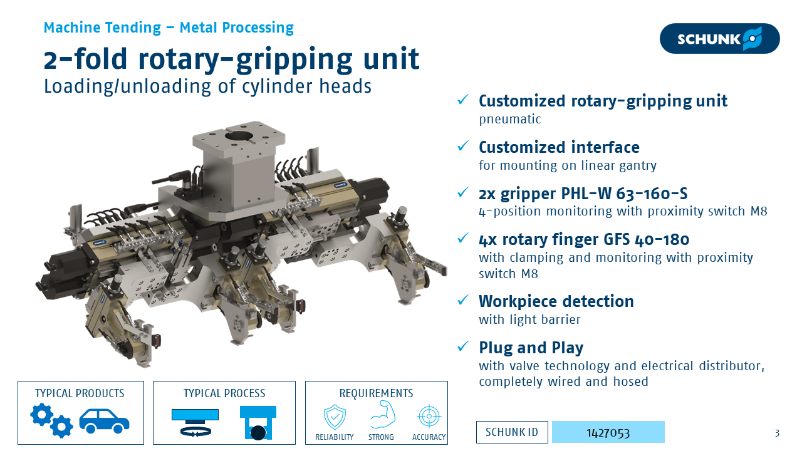 Machine Tending – Metal Processing
2-fold rotary-gripping unit
Loading/unloading of cylinder heads
SCHUNK
Customized rotary-gripping unit
pneumatic
Customized interface
for mounting on linear gantry
2x gripper PHL-W 63-160-S
4-position monitoring with proximity switch M8
4x rotary finger GFS 40-180
with clamping and monitoring with proximity
switch M8
Workpiece detection
with light barrier
Plug and Play
with valve technology and electrical distributor,
completely wired and hosed
TYPICAL PRODUCTS
TYPICAL PROCESS
REQUIREMENTS
RELIABILITY
STRONG
ACCURACY
SCHUNK ID
1427053
3